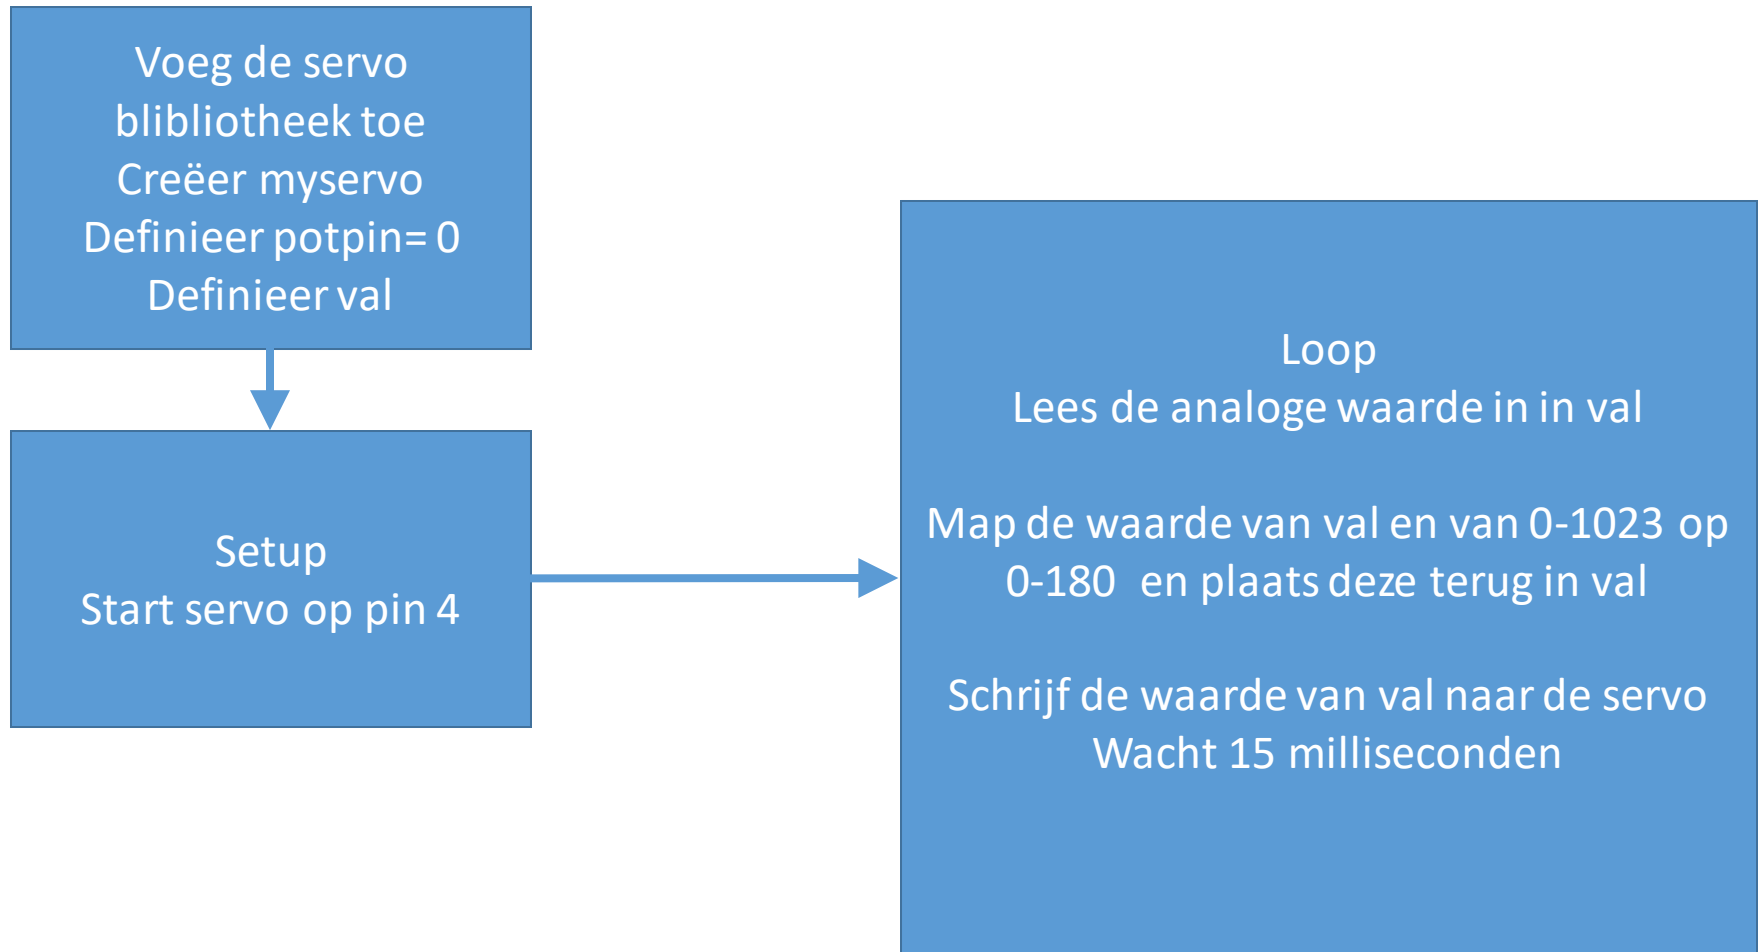 Voeg de servo
blibliotheek toe
Creëer myservo
Definieer potpin= 0
Definieer val
Setup
Start servo op pin 4
Loop
Lees de analoge waarde in in val
Map de waarde van val en van 0-1023 op
0-180 en plaats deze terug in val
Schrijf de waarde van val naar de servo
Wacht 15 milliseconden